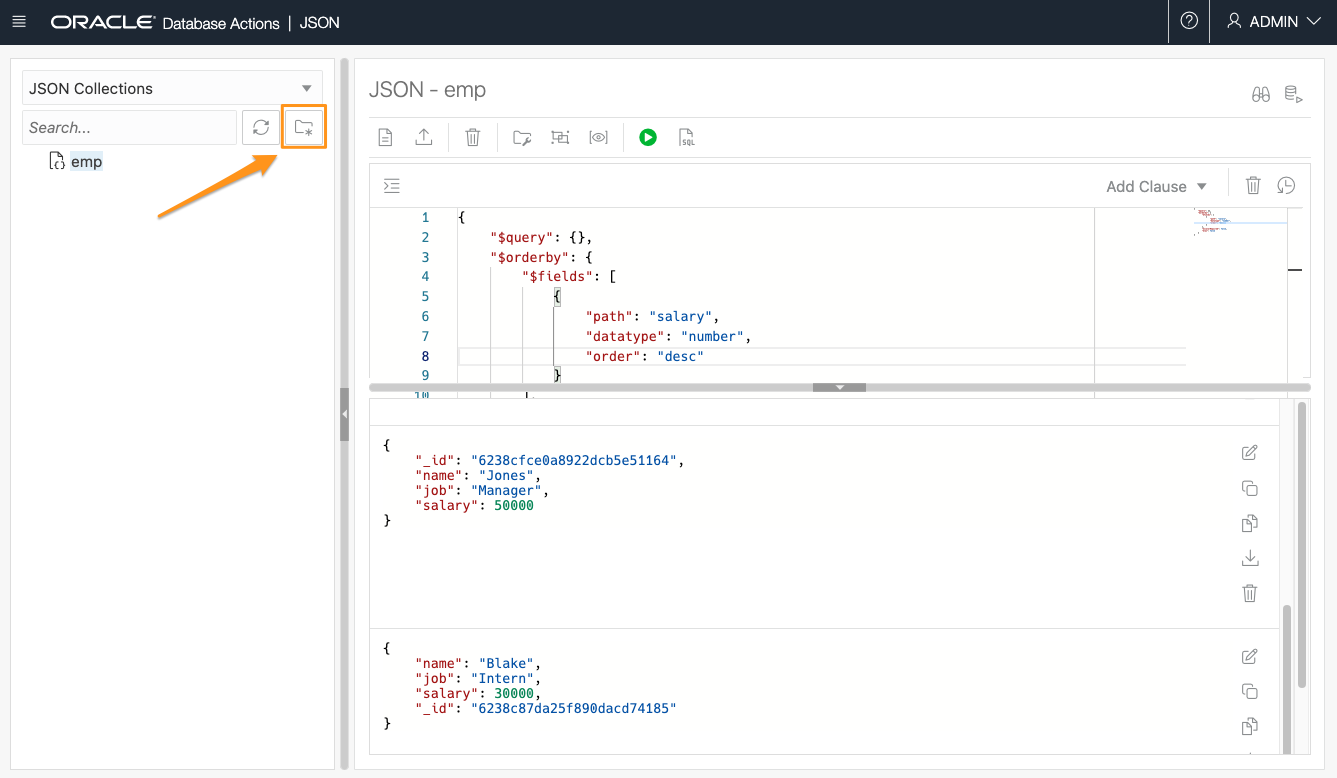 ORACLE Database Actions | JSON
ADMIN
JSON Collections
Search...
emp
JSON - emp
SQL
Add Clause
1 {
2 "$query": {},
3 "$orderby": {
4 "$fields": [
5 {
6 "path": "salary",
7 "datatype": "number",
8 "order": "desc"
9 }
10
{
"_id": "6238cfce0a8922dcb5e51164",
"name": "Jones",
"job": "Manager",
"salary": 50000
}
{
"name": "Blake",
"job": "Intern",
"salary": 30000,
"_id": "6238c87da25f890dacd74185"
}